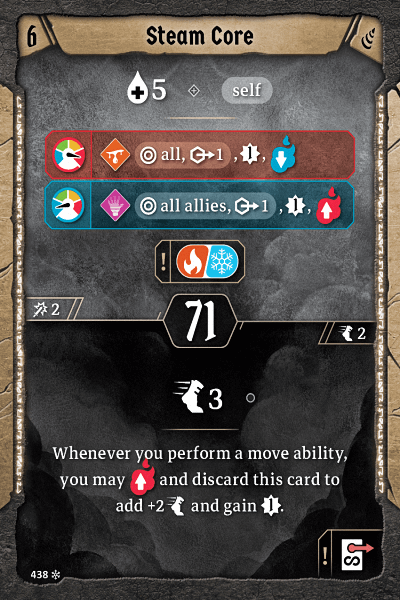 6
Steam Core
5
self
all, 1 , ,
all allies, 1 , ,
!
2
71
2
3
Whenever you perform a move ability,
you may and discard this card to
add +2 and gain .
!
438